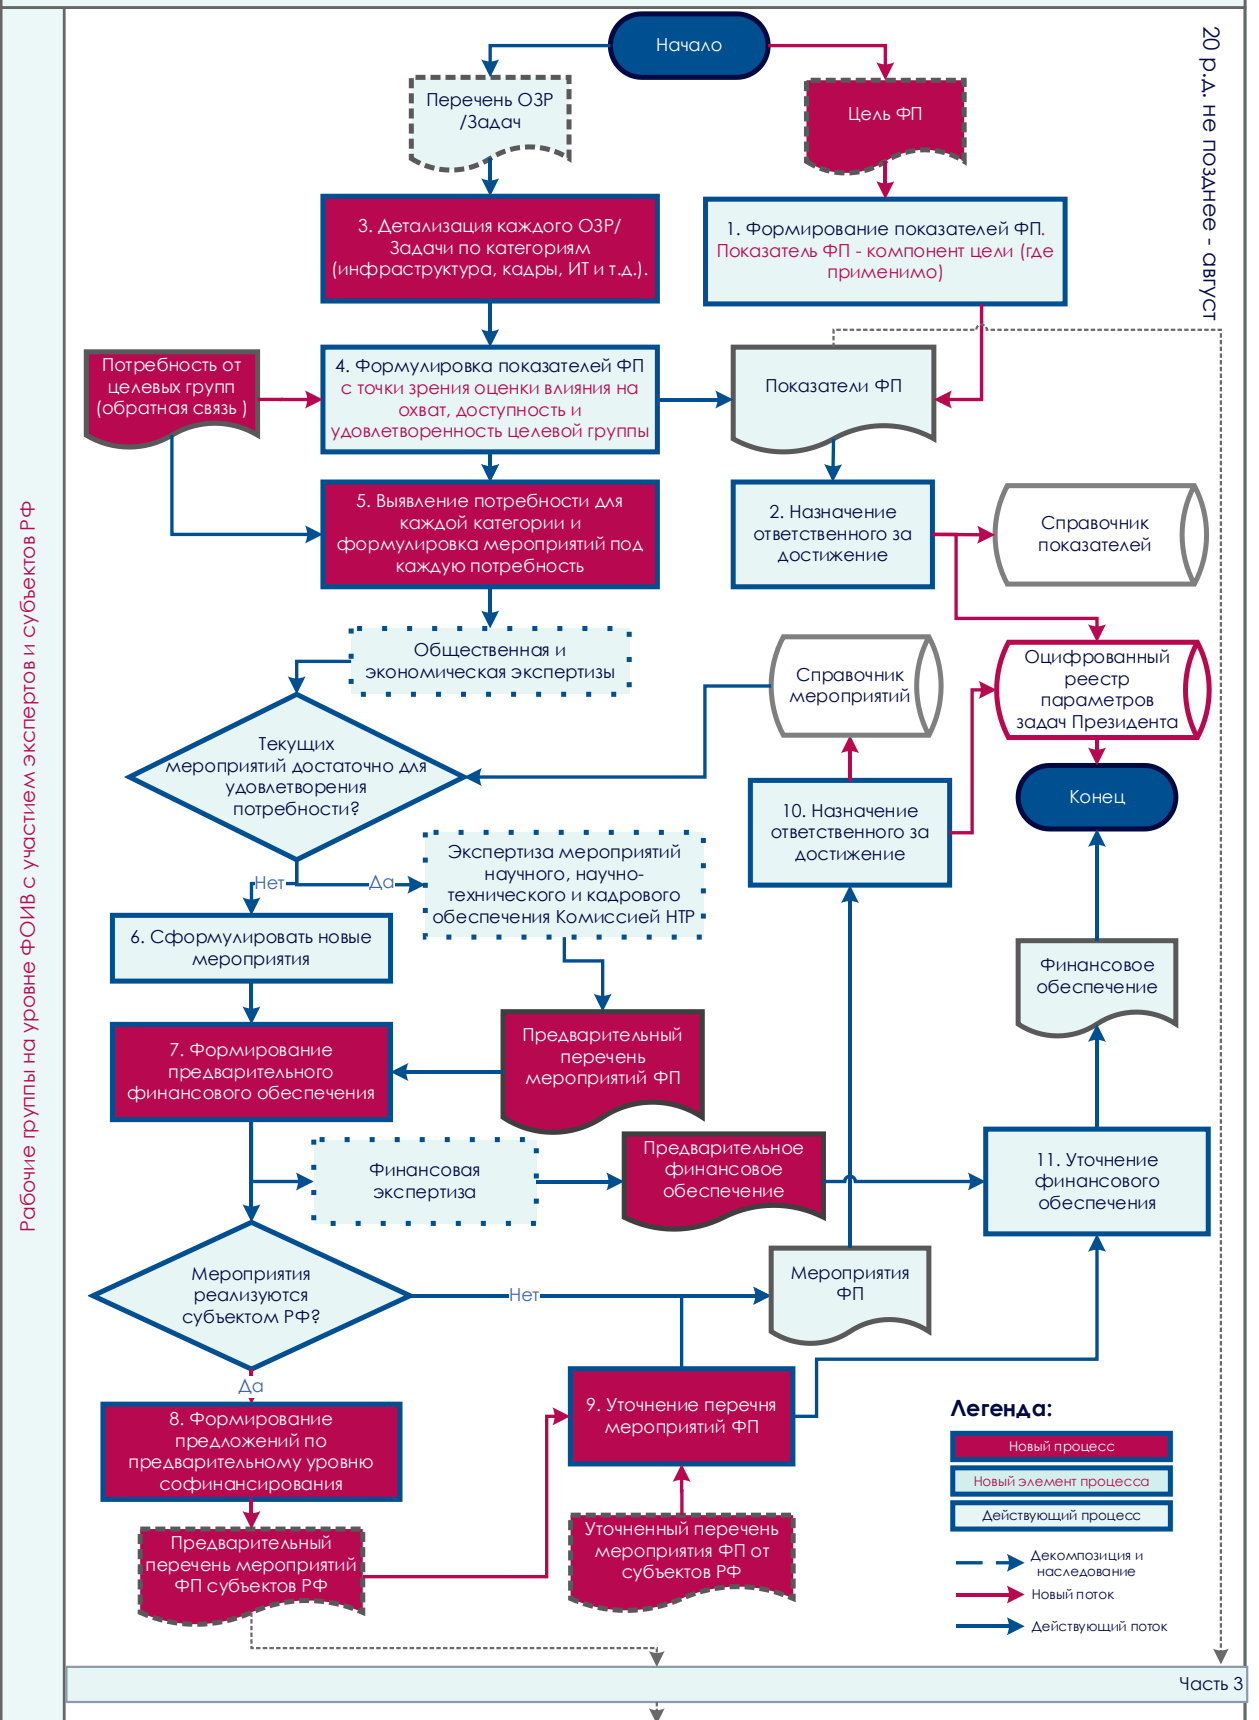 Начало
20 р.д. не позднее - август
Перечень ОЗР
/Задач
Цель ФП
3. Детализация каждого ОЗР/
Задачи по категориям
(инфраструктура, кадры, ИТ и т.д.).
1. Формирование показателей ФП.
Показатель ФП - компонент цели (где
применимо)
Потребность от
целевых групп
(обратная связь )
4. Формулировка показателей ФП
с точки зрения оценки влияния на
охват, доступность и
удовлетворенность целевой группы
Показатели ФП
5. Выявление потребности для
каждой категории и
формулировка мероприятий под
каждую потребность
2. Назначение
ответственного за
достижение
Справочник
показателей
Рабочие группы на уровне ФОИВ с участием экспертов и субъектов РФ
Общественная и
экономическая экспертизы
Справочник
мероприятий
Оцифрованный
реестр
параметров
задач Президента
Текущих
мероприятий достаточно для
удовлетворения
потребности?
10. Назначение
ответственного за
достижение
Конец
Экспертиза мероприятий
научного, научно-
технического и кадрового
обеспечения Комиссией НТР
Нет
Да
6. Сформулировать новые
мероприятия
Финансовое
обеспечение
7. Формирование
предварительного
финансового обеспечения
Предварительный
перечень
мероприятий ФП
Финансовая
экспертиза
Предварительное
финансовое
обеспечение
11. Уточнение
финансового
обеспечения
Мероприятия
реализуются
субъектом РФ?
Нет
Мероприятия
ФП
Да
8. Формирование
предложений по
предварительному уровню
софинансирования
9. Уточнение перечня
мероприятий ФП
Предварительный
перечень мероприятий
ФП субъектов РФ
Уточненный перечень
мероприятия ФП от
субъектов РФ
Легенда:
Новый процесс
Новый элемент процесса
Действующий процесс
Декомпозиция и
наследование
Новый поток
Действующий поток
Часть 3